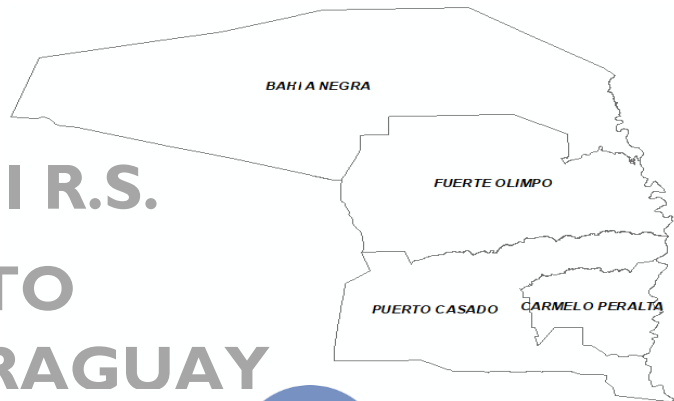 BAHIA NEGRA
I R.S.
FUERTE OLIMPO
TO
PUERTO CASADO
CARMELO PERALTA
RAGUAY